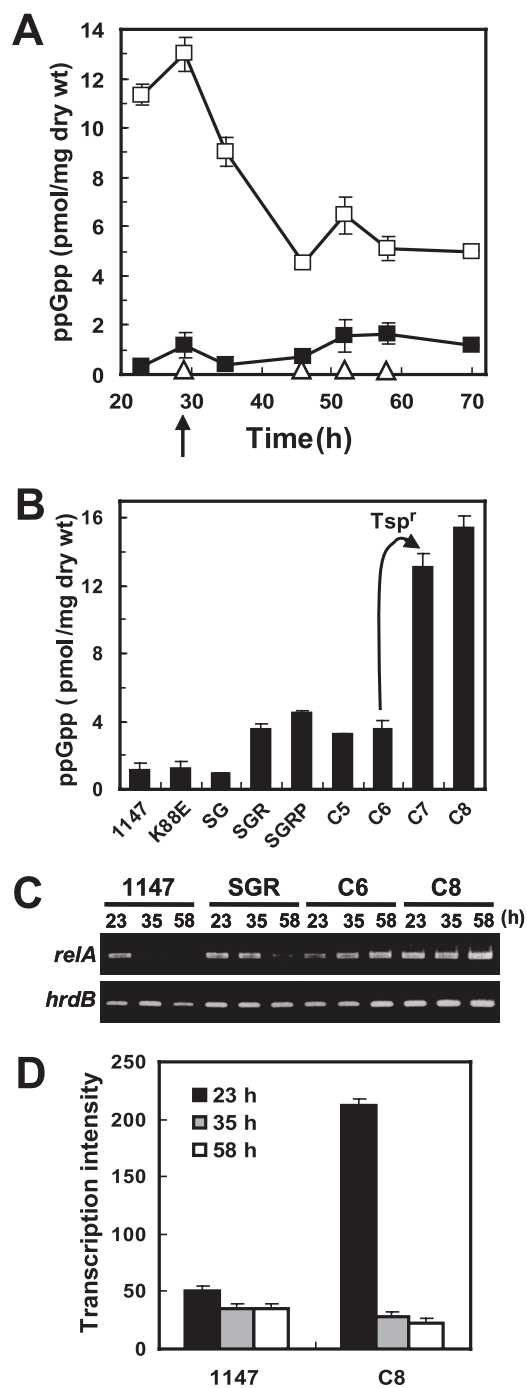 A
ppGpp (pmol/mg dry wt)
14
12
10
8
6
4
2
0
20 30 40 50 60 70
Time (h)
B
ppGpp ( pmol /mg dry wt)
16
12
8
4
0
Tspʳ
1147 K88E SG SGR SGRP C5 C6 C7 C8
C
1147 SGR C6 C8
23 35 58 23 35 58 23 35 58 23 35 58 (h)
relA
hrdB
D
Transcription intensity
250
200
150
100
50
0
23 h
35 h
58 h
1147 C8